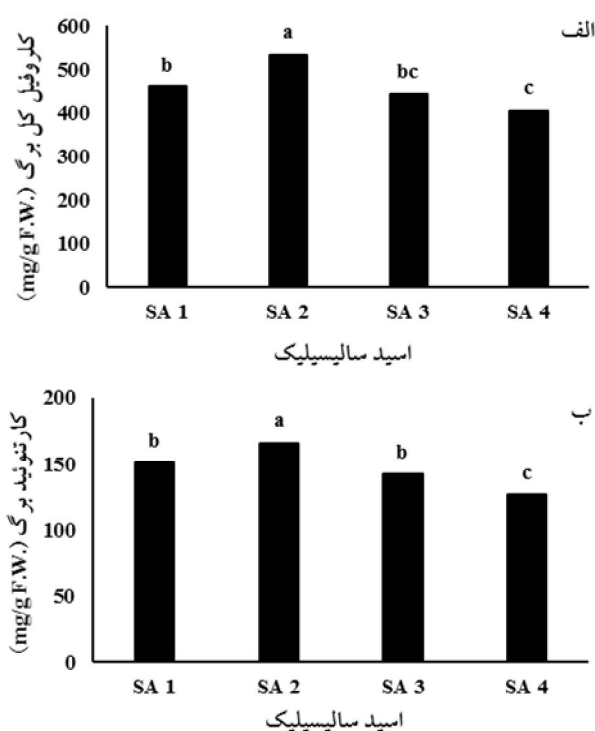 الف
کلروفیل کل برگ (mg/g F.W.)
600
500
400
300
200
100
0
b
a
bc
c
SA 1
SA 2
SA 3
SA 4
اسید سالیسیلیک
ب
کارتنوئید برگ (mg/g F.W.)
200
150
100
50
0
b
a
b
c
SA 1
SA 2
SA 3
SA 4
اسید سالیسیلیک